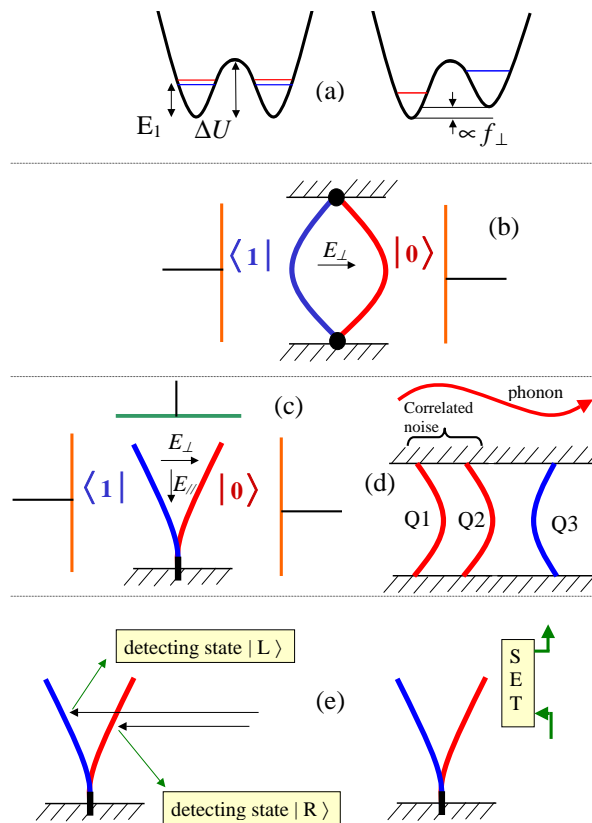 (a)
E₁
ΔU
∝ f⊥
(b)
⟨1|
E⊥
|0⟩
(c)
phonon
Correlated
noise
E⊥
⟨1|
E//
|0⟩
(d)
Q1
Q2
Q3
detecting state | L ⟩
(e)
S
E
T
detecting state | R ⟩